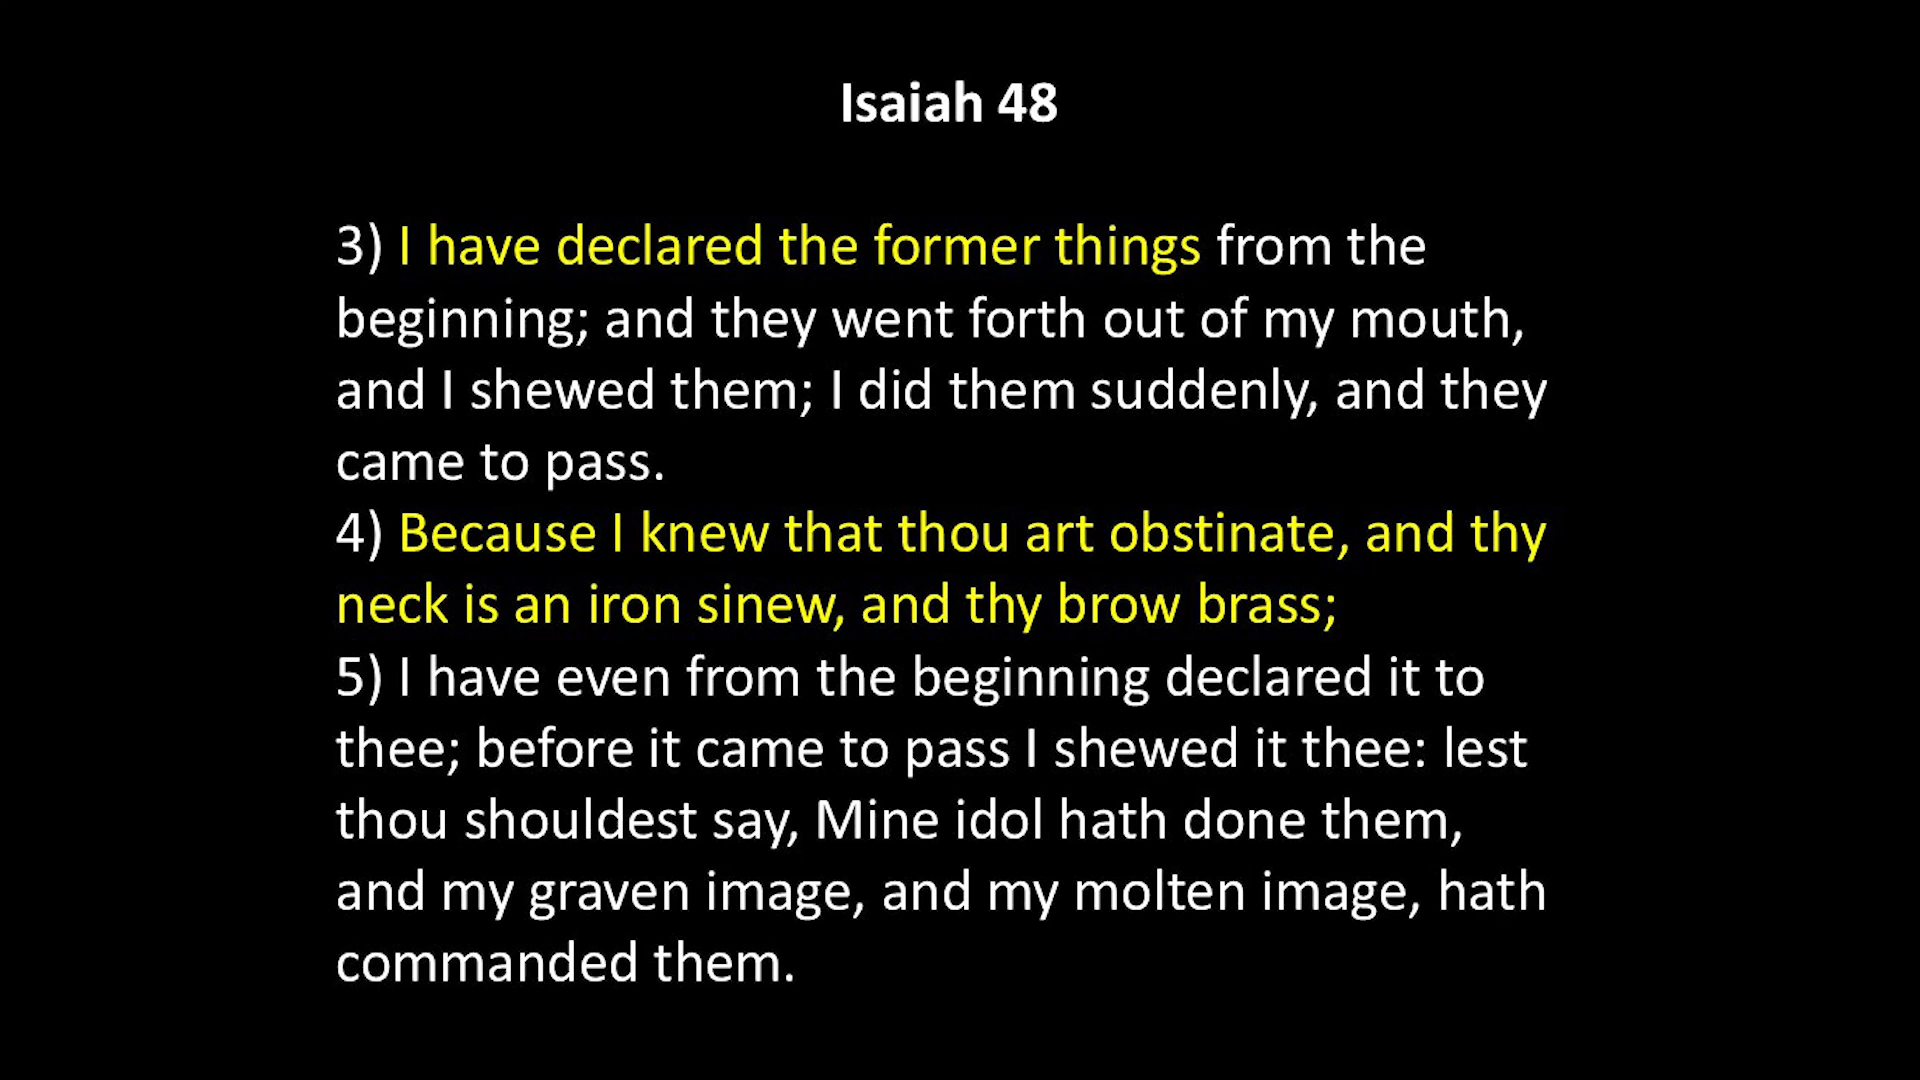 Isaiah 48
3) I have declared the former things from the
beginning; and they went forth out of my mouth,
and I shewed them; I did them suddenly, and they
came to pass.
4) Because I knew that thou art obstinate, and thy
neck is an iron sinew, and thy brow brass;
5) I have even from the beginning declared it to
thee; before it came to pass I shewed it thee: lest
thou shouldest say, Mine idol hath done them,
and my graven image, and my molten image, hath
commanded them.